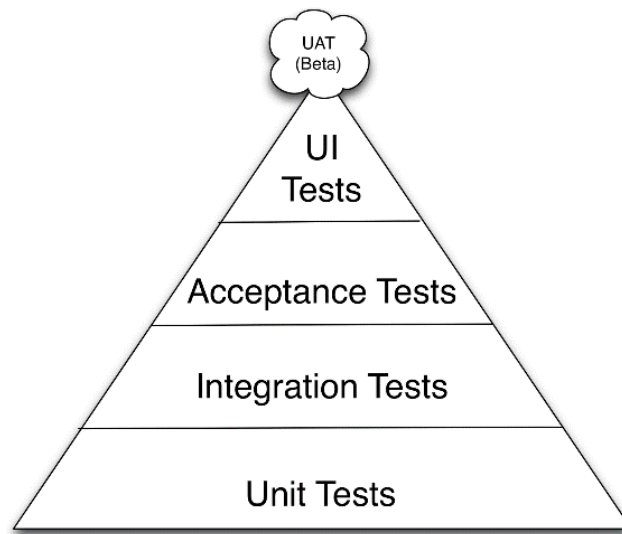 UAT
(Beta)
UI
Tests
Acceptance Tests
Integration Tests
Unit Tests